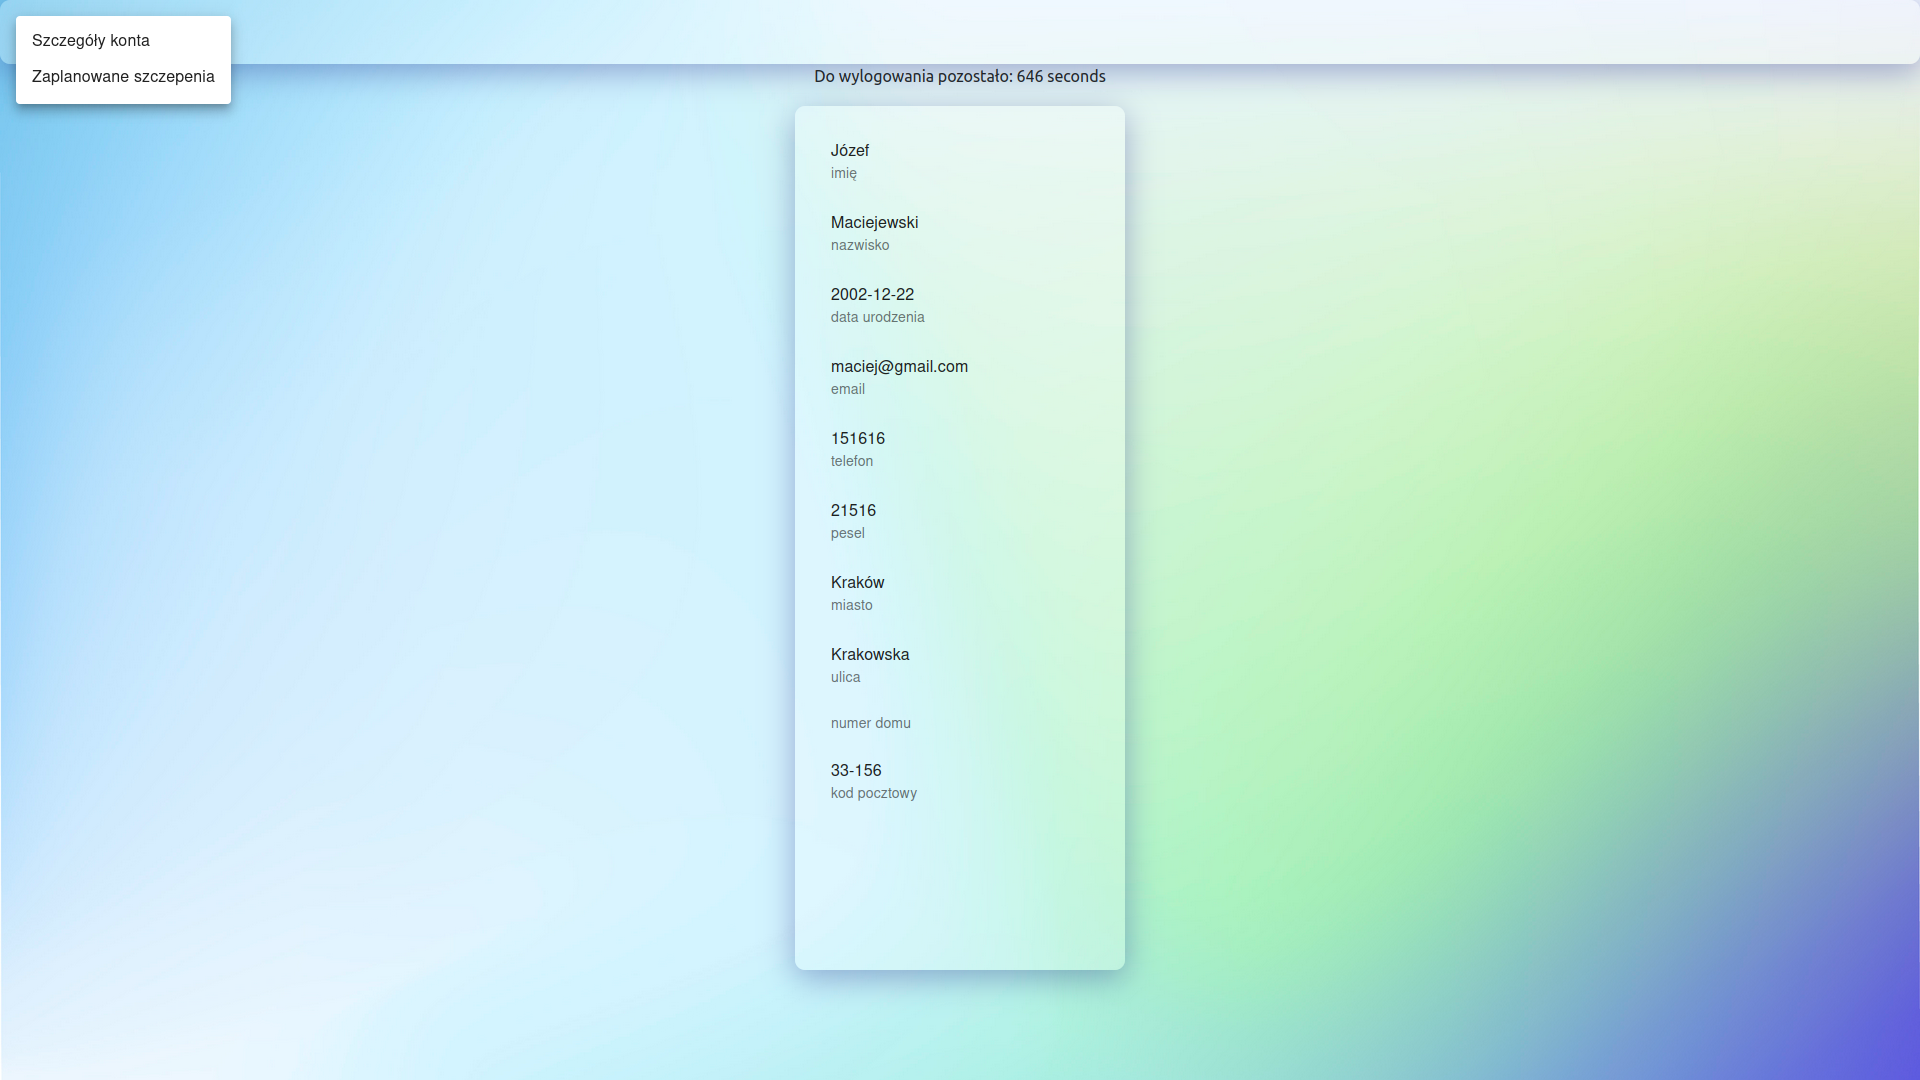 Szczegóły konta
Zaplanowane szczepenia
Do wylogowania pozostało: 646 seconds
Józef
imię
Maciejewski
nazwisko
2002-12-22
data urodzenia
maciej@gmail.com
email
151616
telefon
21516
pesel
Kraków
miasto
Krakowska
ulica
numer domu
33-156
kod pocztowy